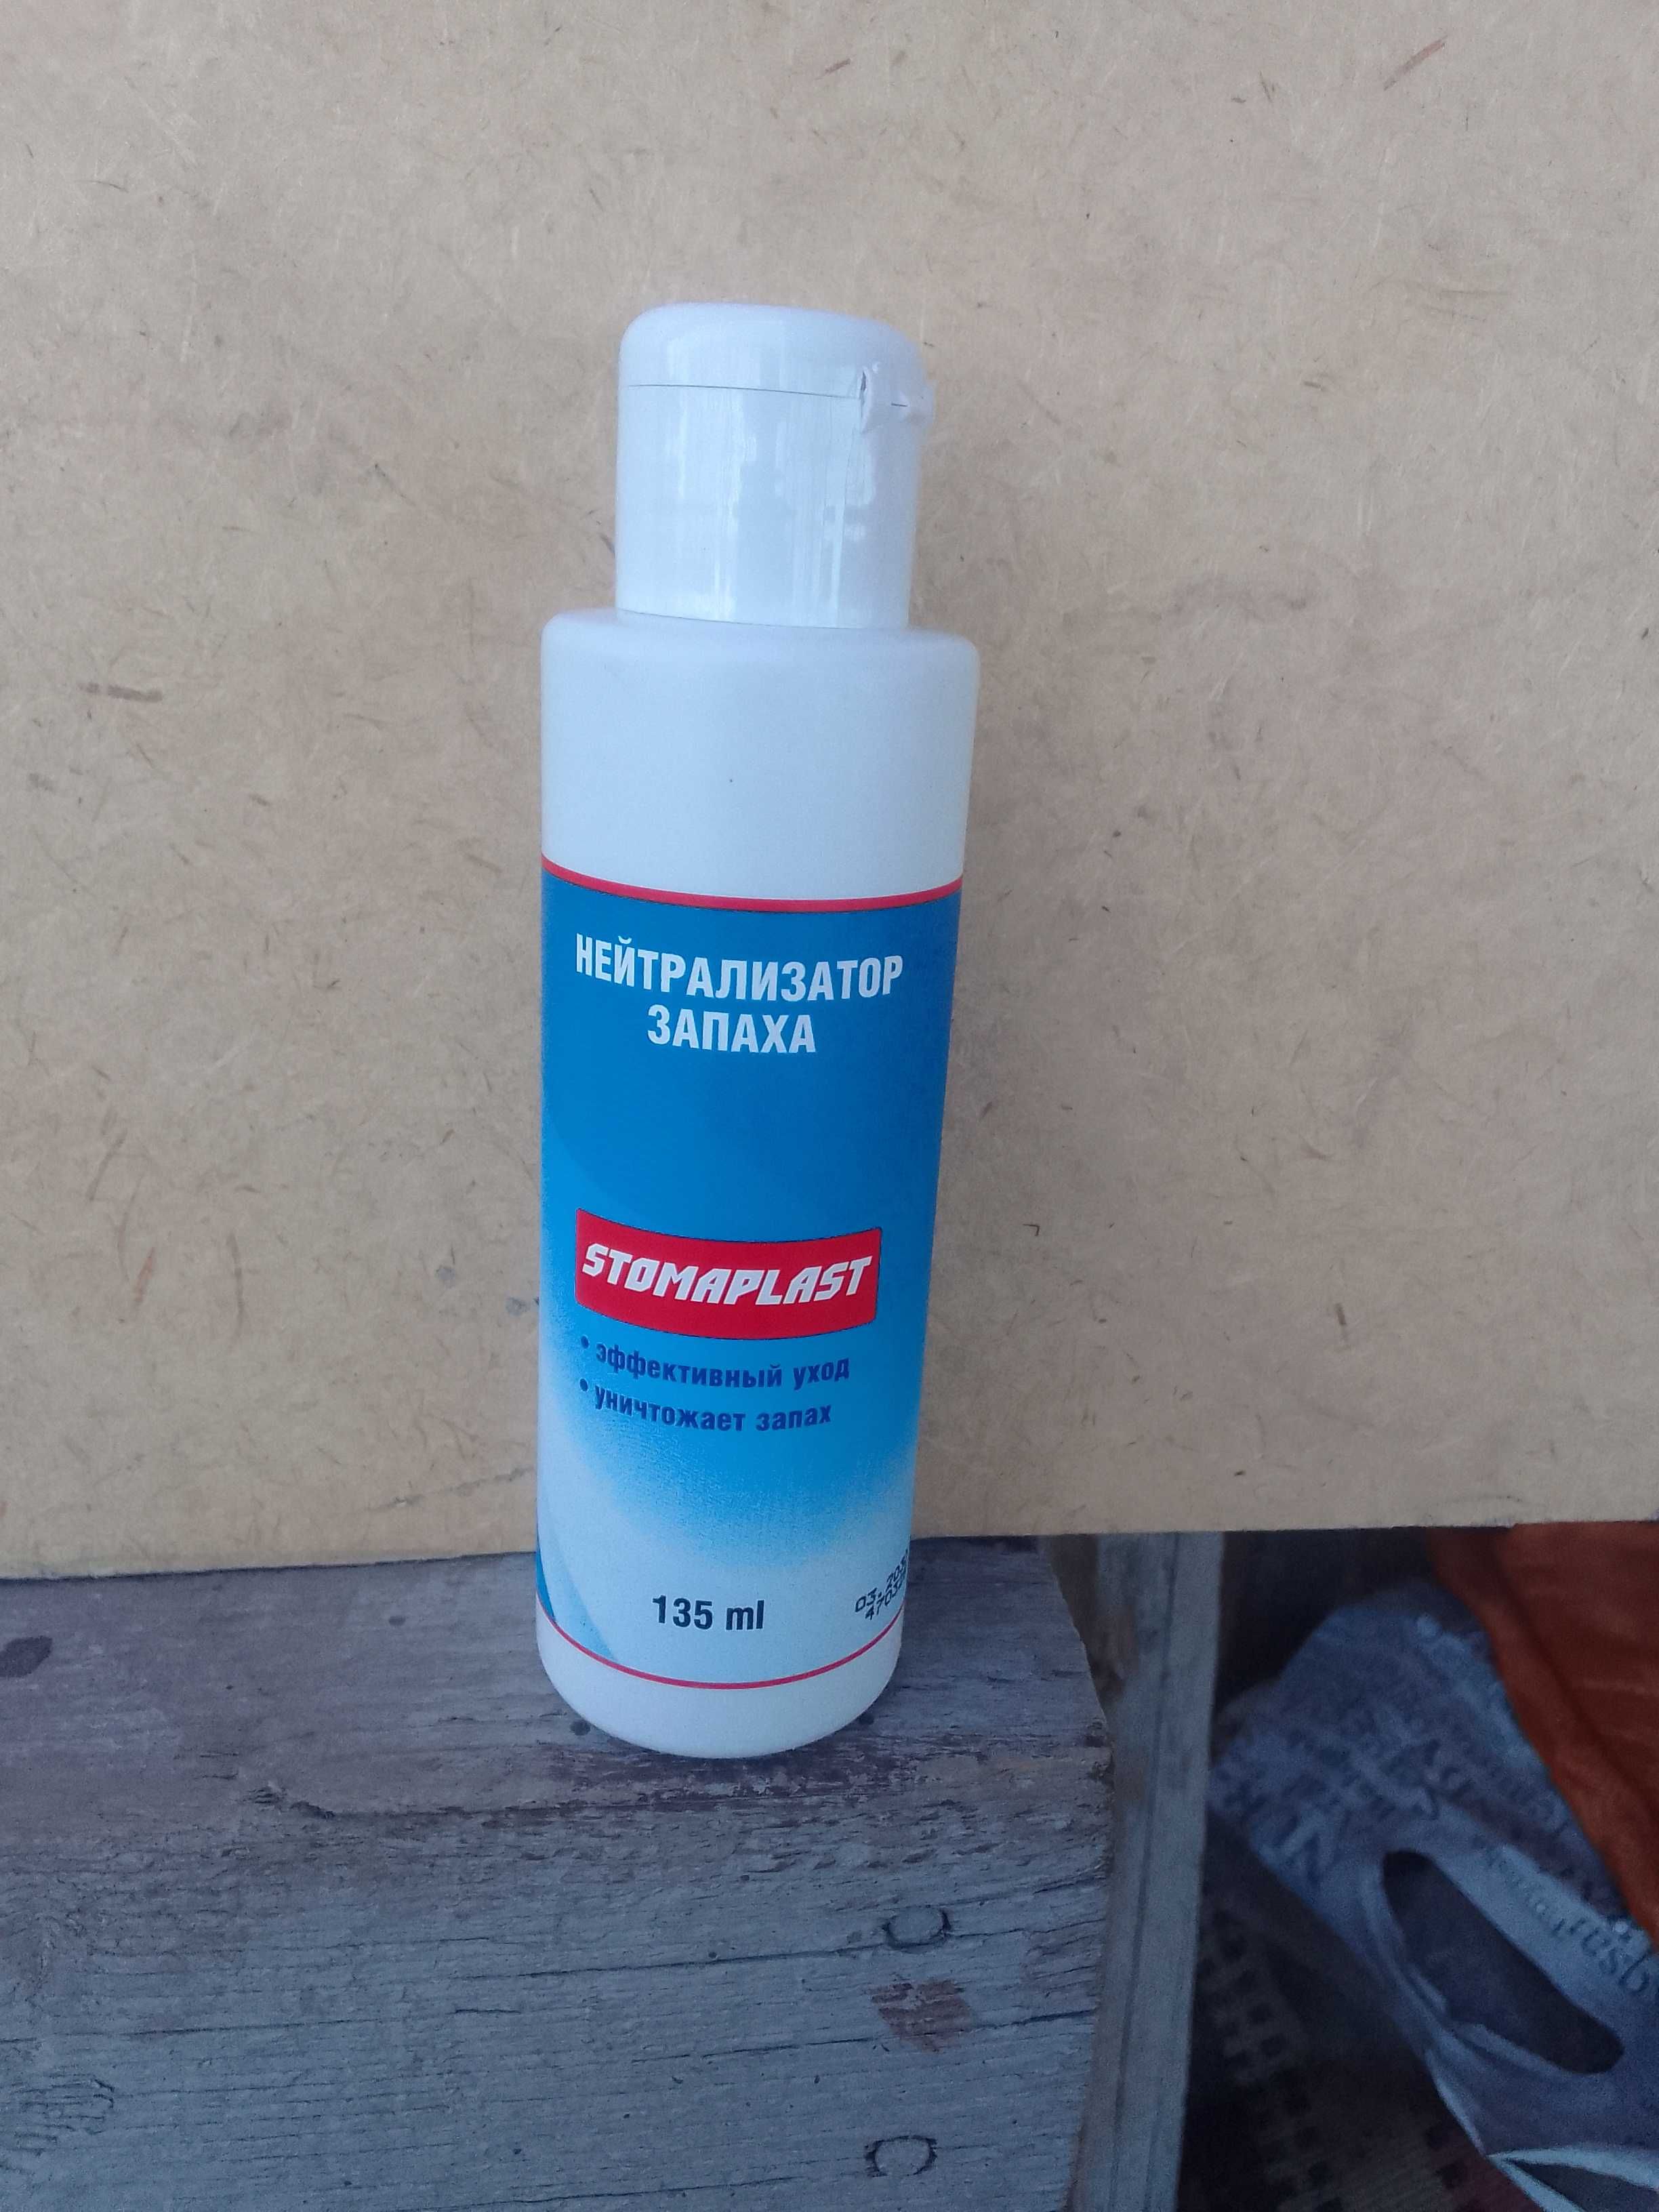 НЕЙТРАЛИЗАТОР
ЗАПАХА
STOMAPLAST
• эффективный уход
• уничтожает запах
135 ml